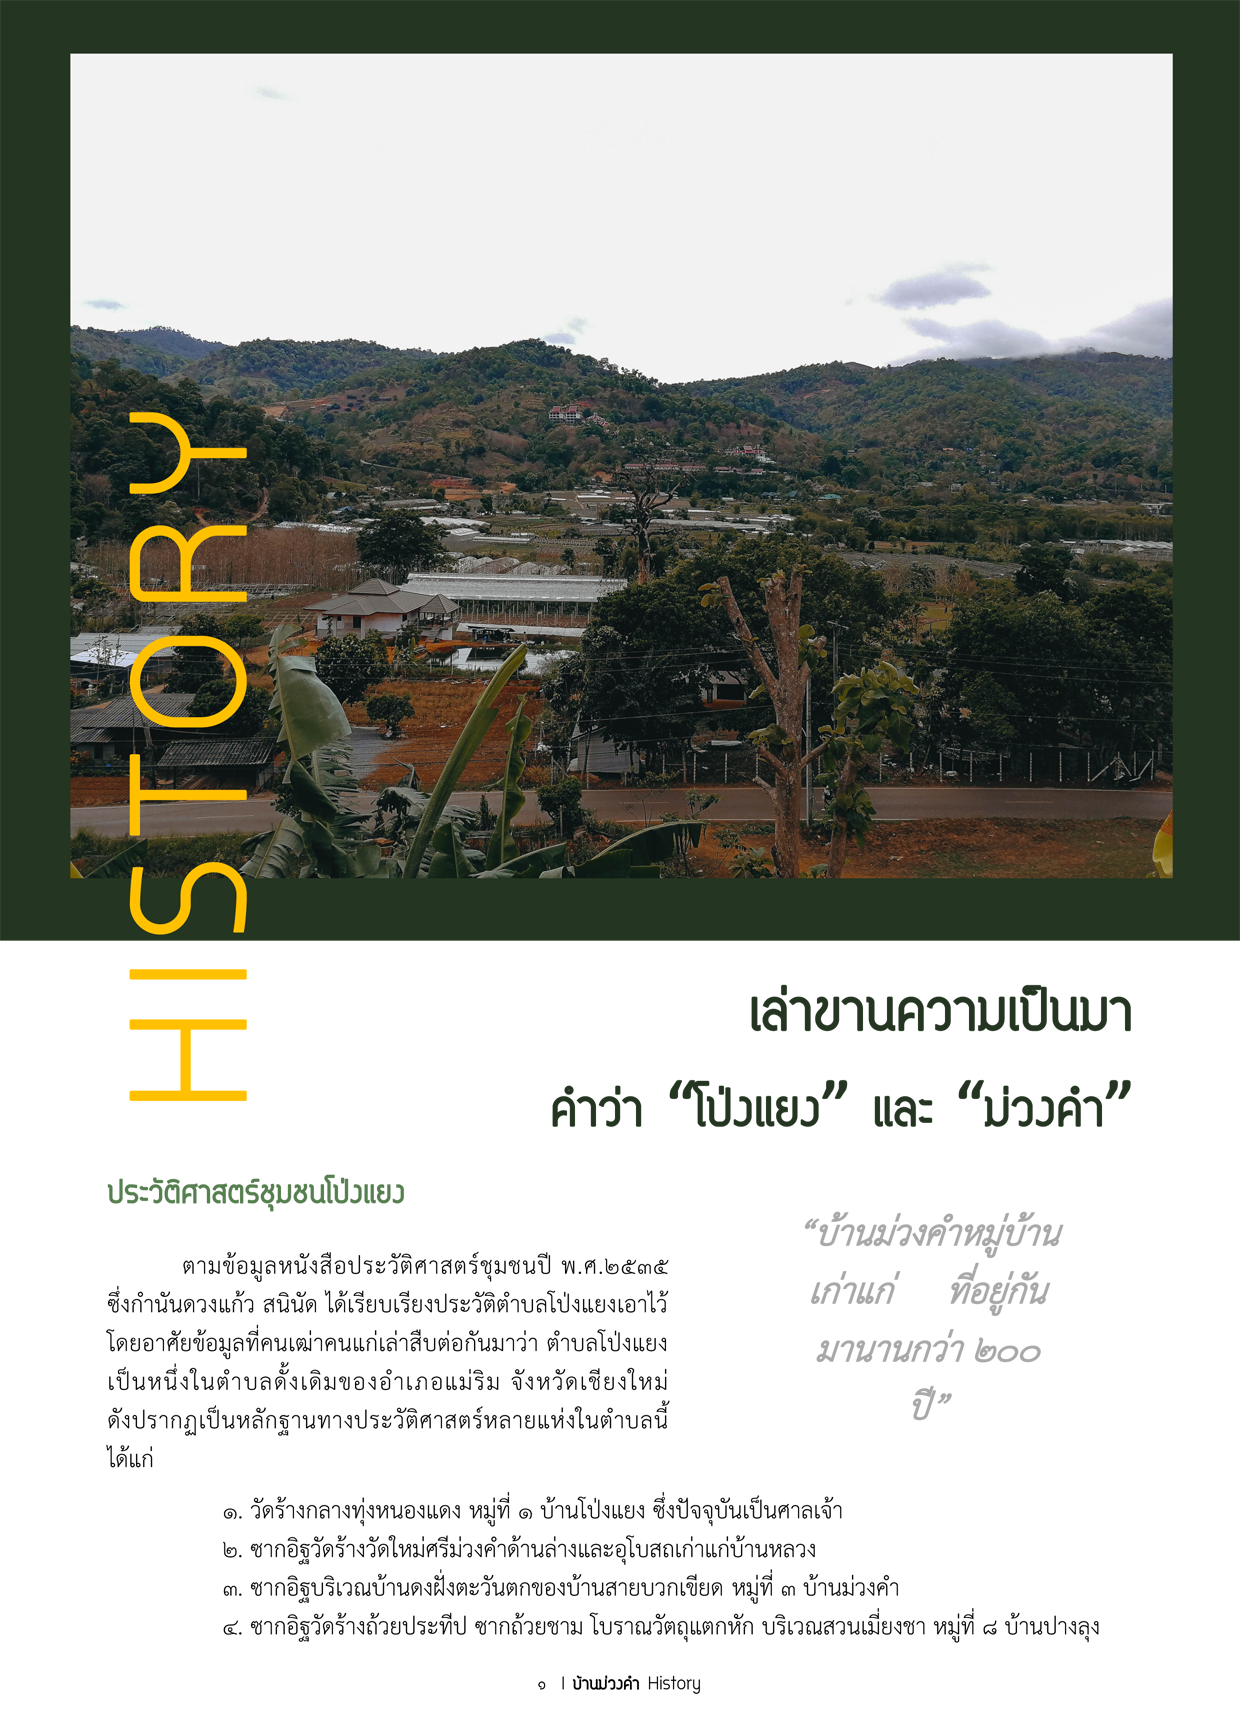 HISTORY
เล่าขานความเป็นมา
คำว่า “โป่งแยง” และ “ม่วงคำ”
ประวัติศาสตร์ชุมชนโป่งแยง
ตามข้อมูลหนังสือประวัติศาสตร์ชุมชนปี พ.ศ.๒๕๓๕
ซึ่งกำนันดวงแก้ว สนินัด ได้เรียบเรียงประวัติตำบลโป่งแยงเอาไว้
โดยอาศัยข้อมูลที่คนเฒ่าคนแก่เล่าสืบต่อกันมาว่า ตำบลโป่งแยง
เป็นหนึ่งในตำบลดั้งเดิมของอำเภอแม่ริม จังหวัดเชียงใหม่
ดังปรากฏเป็นหลักฐานทางประวัติศาสตร์หลายแห่งในตำบลนี้
ได้แก่
“บ้านม่วงคำหมู่บ้าน
เก่าแก่ ที่อยู่กัน
มานานกว่า ๒๐๐
ปี”
๑. วัดร้างกลางทุ่งหนองแดง หมู่ที่ ๑ บ้านโป่งแยง ซึ่งปัจจุบันเป็นศาลเจ้า
๒. ซากอิฐวัดร้างวัดใหม่ศรีม่วงคำด้านล่างและอุโบสถเก่าแก่บ้านหลวง
๓. ซากอิฐบริเวณบ้านดงฝั่งตะวันตกของบ้านสายบวกเขียด หมู่ที่ ๓ บ้านม่วงคำ
๔. ซากอิฐวัดร้างถ้วยประทีป ซากถ้วยชาม โบราณวัตถุแตกหัก บริเวณสวนเมี่ยงชา หมู่ที่ ๘ บ้านปางลุง
๑ | บ้านม่วงคำ History